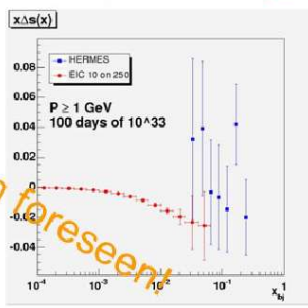 xΔs(x)
HERMES
EIC 10 on 250
P ≥ 1 GeV
100 days of 10^33
0.08
0.06
0.04
0.02
0
-0.02
-0.04
foreseen!
10⁻⁴ 10⁻³ 10⁻² 10⁻¹ 1
x_bj